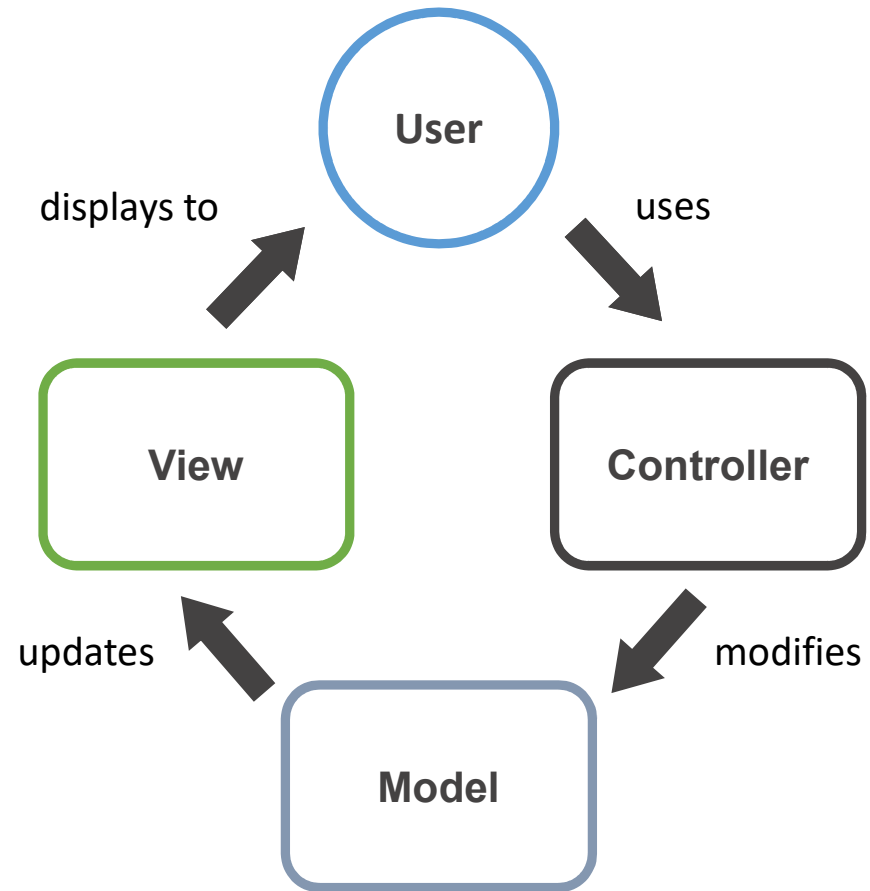 User
displays to
uses
View
Controller
updates
modifies
Model